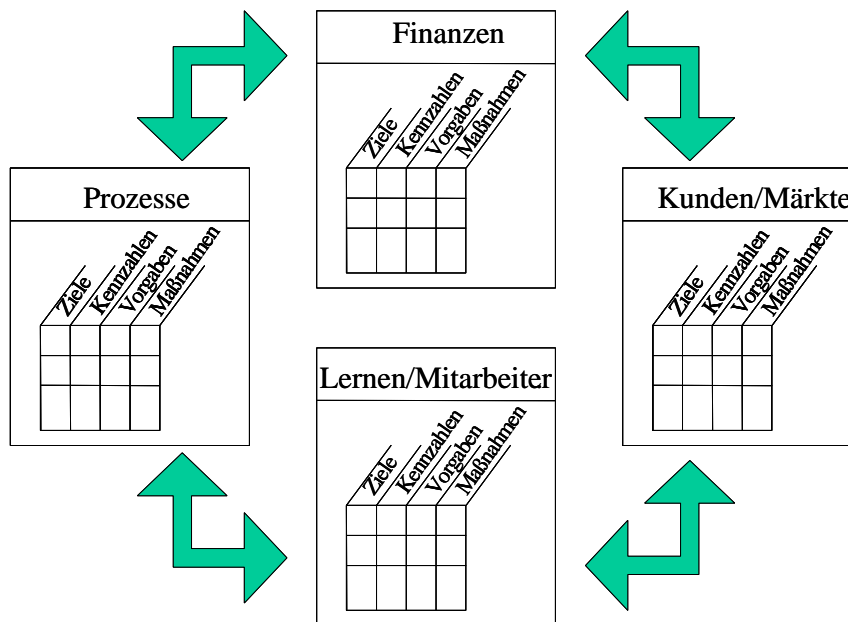 Finanzen
Ziele
Kennzahlen
Vorgaben
Maßnahmen
Prozesse
Ziele
Kennzahlen
Vorgaben
Maßnahmen
Kunden/Märkte
Ziele
Kennzahlen
Vorgaben
Maßnahmen
Lernen/Mitarbeiter
Ziele
Kennzahlen
Vorgaben
Maßnahmen